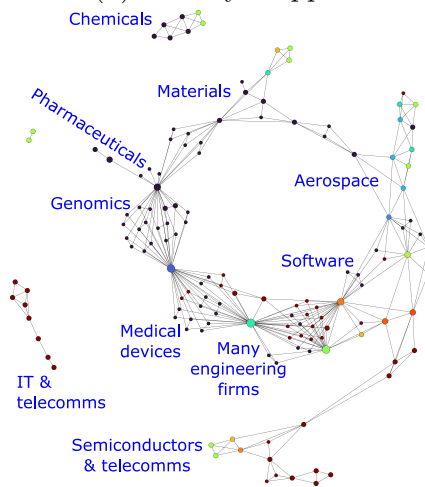 Chemicals
Materials
Pharmaceuticals
Aerospace
Genomics
Software
Medical
devices
Many
engineering
firms
IT &
telecomms
Semiconductors
& telecomms